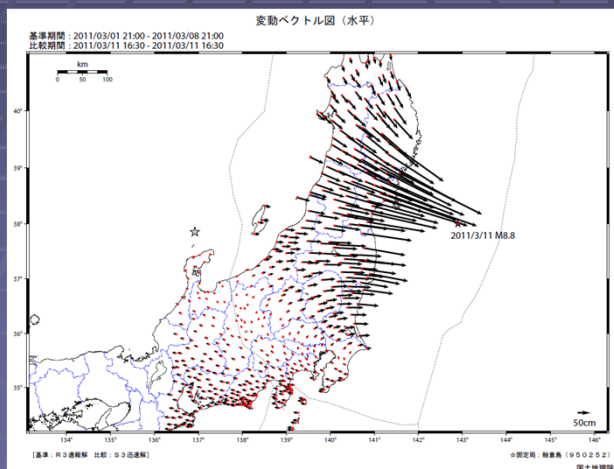 変動ベクトル図（水平）
基準期間：2011/03/01 21:00 - 2011/03/08 21:00
比較期間：2011/03/11 16:30 - 2011/03/11 16:30
km
0 50 100
40°
39°
38°
2011/3/11 M8.8
37°
36°
35°
50cm
134° 135° 136° 137° 138° 139° 140° 141° 142° 143° 144° 145° 146°
[基準：R3速報解 比較：S3迅速解]
☆固定局：舳倉島（950252）
国土地理院